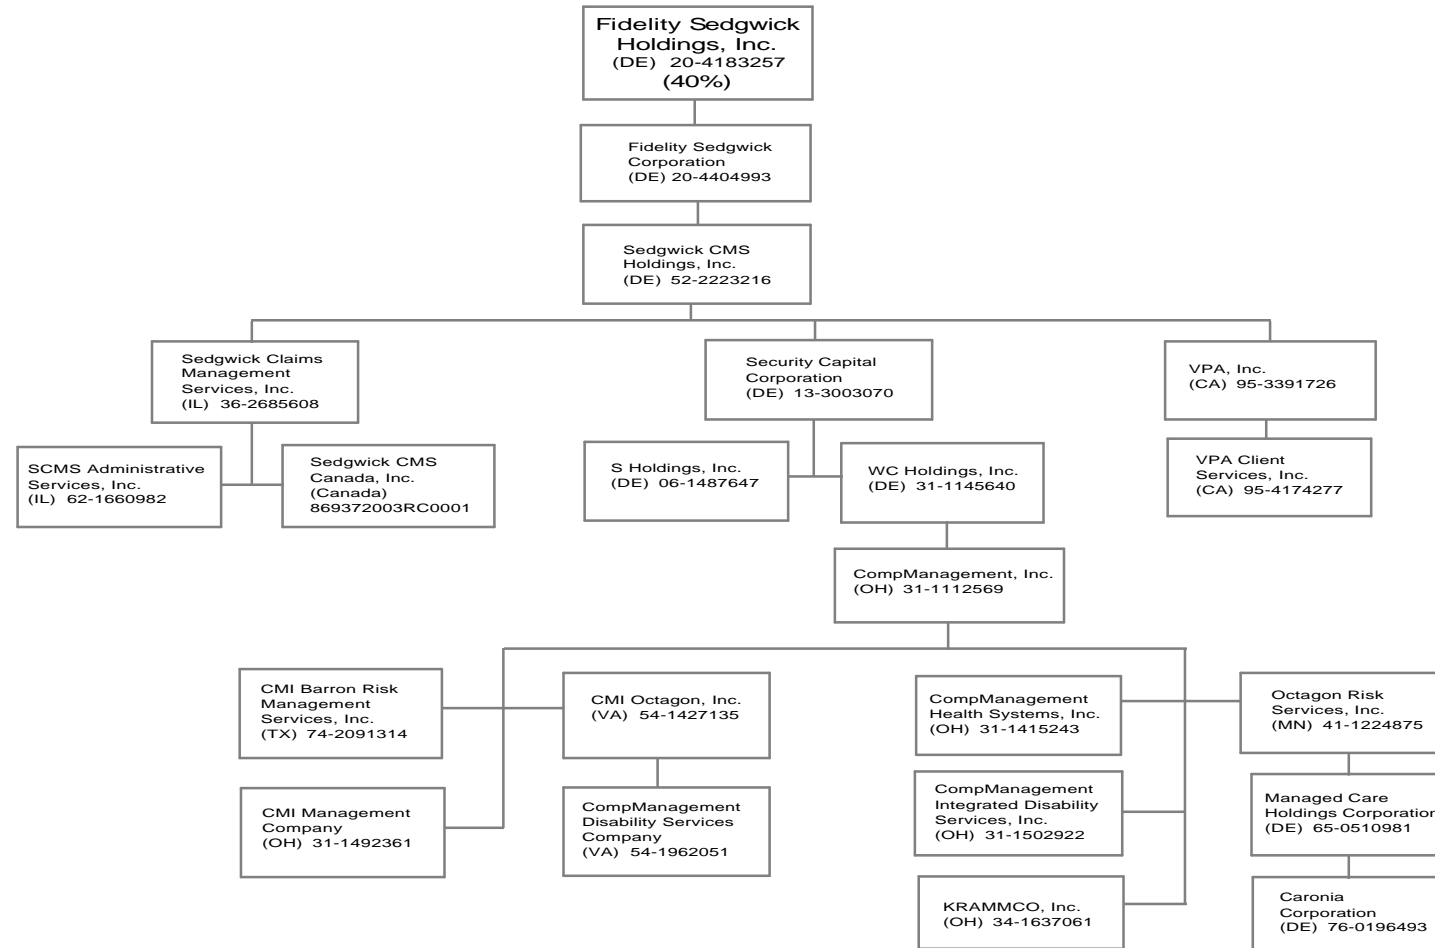 Fidelity Sedgwick
Holdings, Inc.
(DE) 20-4183257
(40%)
Fidelity Sedgwick
Corporation
(DE) 20-4404993
Sedgwick CMS
Holdings, Inc.
(DE) 52-2223216
Sedgwick Claims
Management
Services, Inc.
(IL) 36-2685608
Security Capital
Corporation
(DE) 13-3003070
VPA, Inc.
(CA) 95-3391726
SCMS Administrative
Services, Inc.
(IL) 62-1660982
Sedgwick CMS
Canada, Inc.
(Canada)
869372003RC0001
S Holdings, Inc.
(DE) 06-1487647
WC Holdings, Inc.
(DE) 31-1145640
VPA Client
Services, Inc.
(CA) 95-4174277
CompManagement, Inc.
(OH) 31-1112569
CMI Barron Risk
Management
Services, Inc.
(TX) 74-2091314
CMI Octagon, Inc.
(VA) 54-1427135
CompManagement
Health Systems, Inc.
(OH) 31-1415243
Octagon Risk
Services, Inc.
(MN) 41-1224875
CMI Management
Company
(OH) 31-1492361
CompManagement
Disability Services
Company
(VA) 54-1962051
CompManagement
Integrated Disability
Services, Inc.
(OH) 31-1502922
Managed Care
Holdings Corporation
(DE) 65-0510981
KRAMMCO, Inc.
(OH) 34-1637061
Caronia
Corporation
(DE) 76-0196493